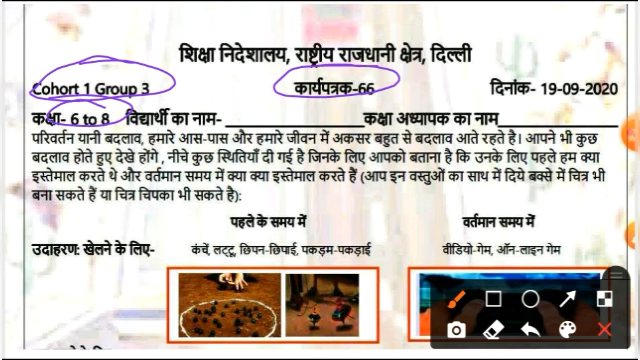 शिक्षा निदेशालय, राष्ट्रीय राजधानी क्षेत्र, दिल्ली
Cohort 1 Group 3 कार्यपत्रक-66 दिनांक- 19-09-2020
कक्षा- 6 to 8 विद्यार्थी का नाम- कक्षा अध्यापक का नाम
परिवर्तन यानी बदलाव, हमारे आस-पास और हमारे जीवन में अकसर बहुत से बदलाव आते रहते है। आपने भी कुछ
बदलाव होते हुए देखे होंगे , नीचे कुछ स्थितियाँ दी गई है जिनके लिए आपको बताना है कि उनके लिए पहले हम क्या
इस्तेमाल करते थे और वर्तमान समय में क्या क्या इस्तेमाल करते हैं (आप इन वस्तुओं का साथ में दिये बक्से में चित्र भी
बना सकते हैं या चित्र चिपका भी सकते है):
पहले के समय में वर्तमान समय में
उदाहरण: खेलने के लिए- कंचें, लट्टू, छिपन-छिपाई, पकड़म-पकड़ाई वीडियो-गेम, ऑन-लाइन गेम